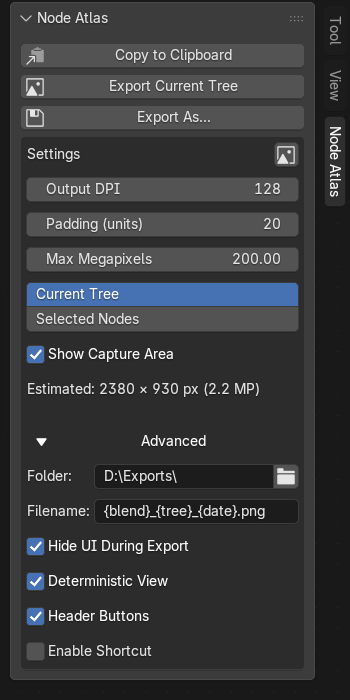 Node Atlas
Copy to Clipboard
Export Current Tree
Export As...
Settings
Output DPI 128
Padding (units) 20
Max Megapixels 200.00
Current Tree
Selected Nodes
Show Capture Area
Estimated: 2380 × 930 px (2.2 MP)
Advanced
Folder: D:\Exports\
Filename: {blend}_{tree}_{date}.png
Hide UI During Export
Deterministic View
Header Buttons
Enable Shortcut
Tool
View
Node Atlas